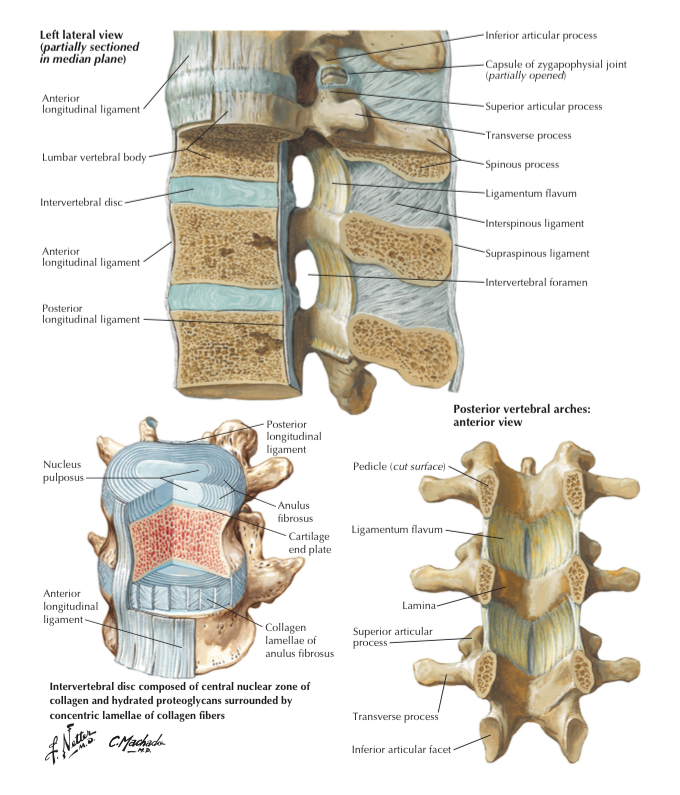 Left lateral view
(partially sectioned
in median plane)
Anterior
longitudinal ligament
Lumbar vertebral body
Intervertebral disc
Anterior
longitudinal ligament
Posterior
longitudinal ligament
Inferior articular process
Capsule of zygapophysial joint
(partially opened)
Superior articular process
Transverse process
Spinous process
Ligamentum flavum
Interspinous ligament
Supraspinous ligament
Intervertebral foramen
Posterior
longitudinal
ligament
Nucleus
pulposus
Anulus
fibrosus
Cartilage
end plate
Anterior
longitudinal
ligament
Collagen
lamellae of
anulus fibrosus
Intervertebral disc composed of central nuclear zone of
collagen and hydrated proteoglycans surrounded by
concentric lamellae of collagen fibers
F. Netter
M.D.
C. Machado
M.D.
Posterior vertebral arches:
anterior view
Pedicle (cut surface)
Ligamentum flavum
Lamina
Superior articular
process
Transverse process
Inferior articular facet